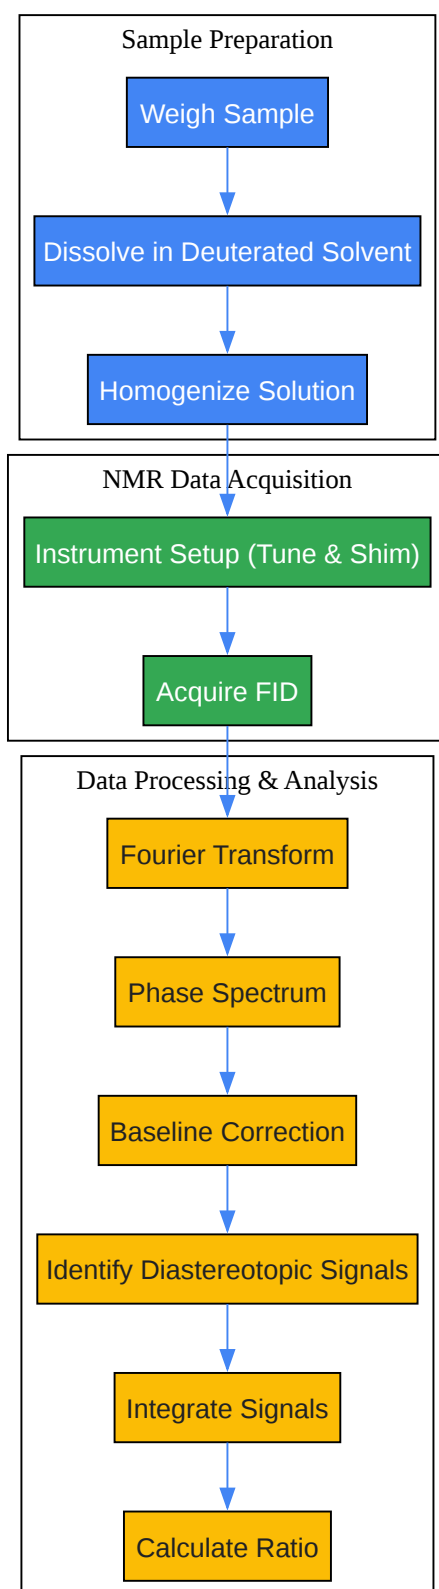 Sample Preparation
Weigh Sample
Dissolve in Deuterated Solvent
Homogenize Solution
NMR Data Acquisition
Instrument Setup (Tune & Shim)
Acquire FID
Data Processing & Analysis
Fourier Transform
Phase Spectrum
Baseline Correction
Identify Diastereotopic Signals
Integrate Signals
Calculate Ratio